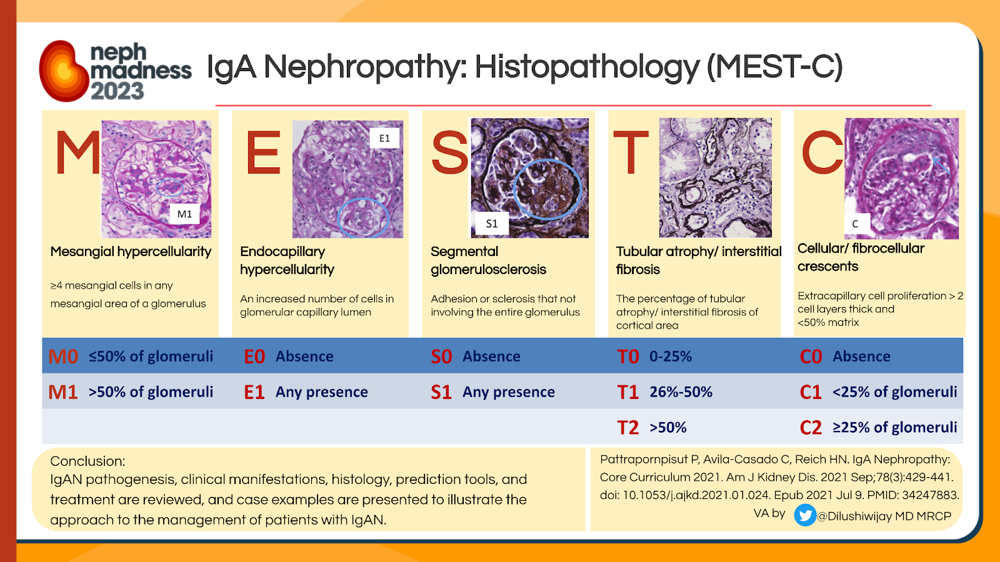 neph
madness
2023
IgA Nephropathy: Histopathology (MEST-C)
M
M1
Mesangial hypercellularity
≥4 mesangial cells in any
mesangial area of a glomerulus
E
E1
Endocapillary
hypercellularity
An increased number of cells in
glomerular capillary lumen
S
S1
Segmental
glomerulosclerosis
Adhesion or sclerosis that not
involving the entire glomerulus
T
Tubular atrophy/ interstitial
fibrosis
The percentage of tubular
atrophy/ interstitial fibrosis of
cortical area
C
C
Cellular/ fibrocellular
crescents
Extracapillary cell proliferation > 2
cell layers thick and
<50% matrix
M0 ≤50% of glomeruli E0 Absence S0 Absence T0 0-25% C0 Absence
M1 >50% of glomeruli E1 Any presence S1 Any presence T1 26%-50% C1 <25% of glomeruli
T2 >50% C2 ≥25% of glomeruli
Conclusion:
IgAN pathogenesis, clinical manifestations, histology, prediction tools, and
treatment are reviewed, and case examples are presented to illustrate the
approach to the management of patients with IgAN.
Pattrapornpisut P, Avila-Casado C, Reich HN. IgA Nephropathy:
Core Curriculum 2021. Am J Kidney Dis. 2021 Sep;78(3):429-441.
doi: 10.1053/j.ajkd.2021.01.024. Epub 2021 Jul 9. PMID: 34247883.
VA by @Dilushiwijay MD MRCP